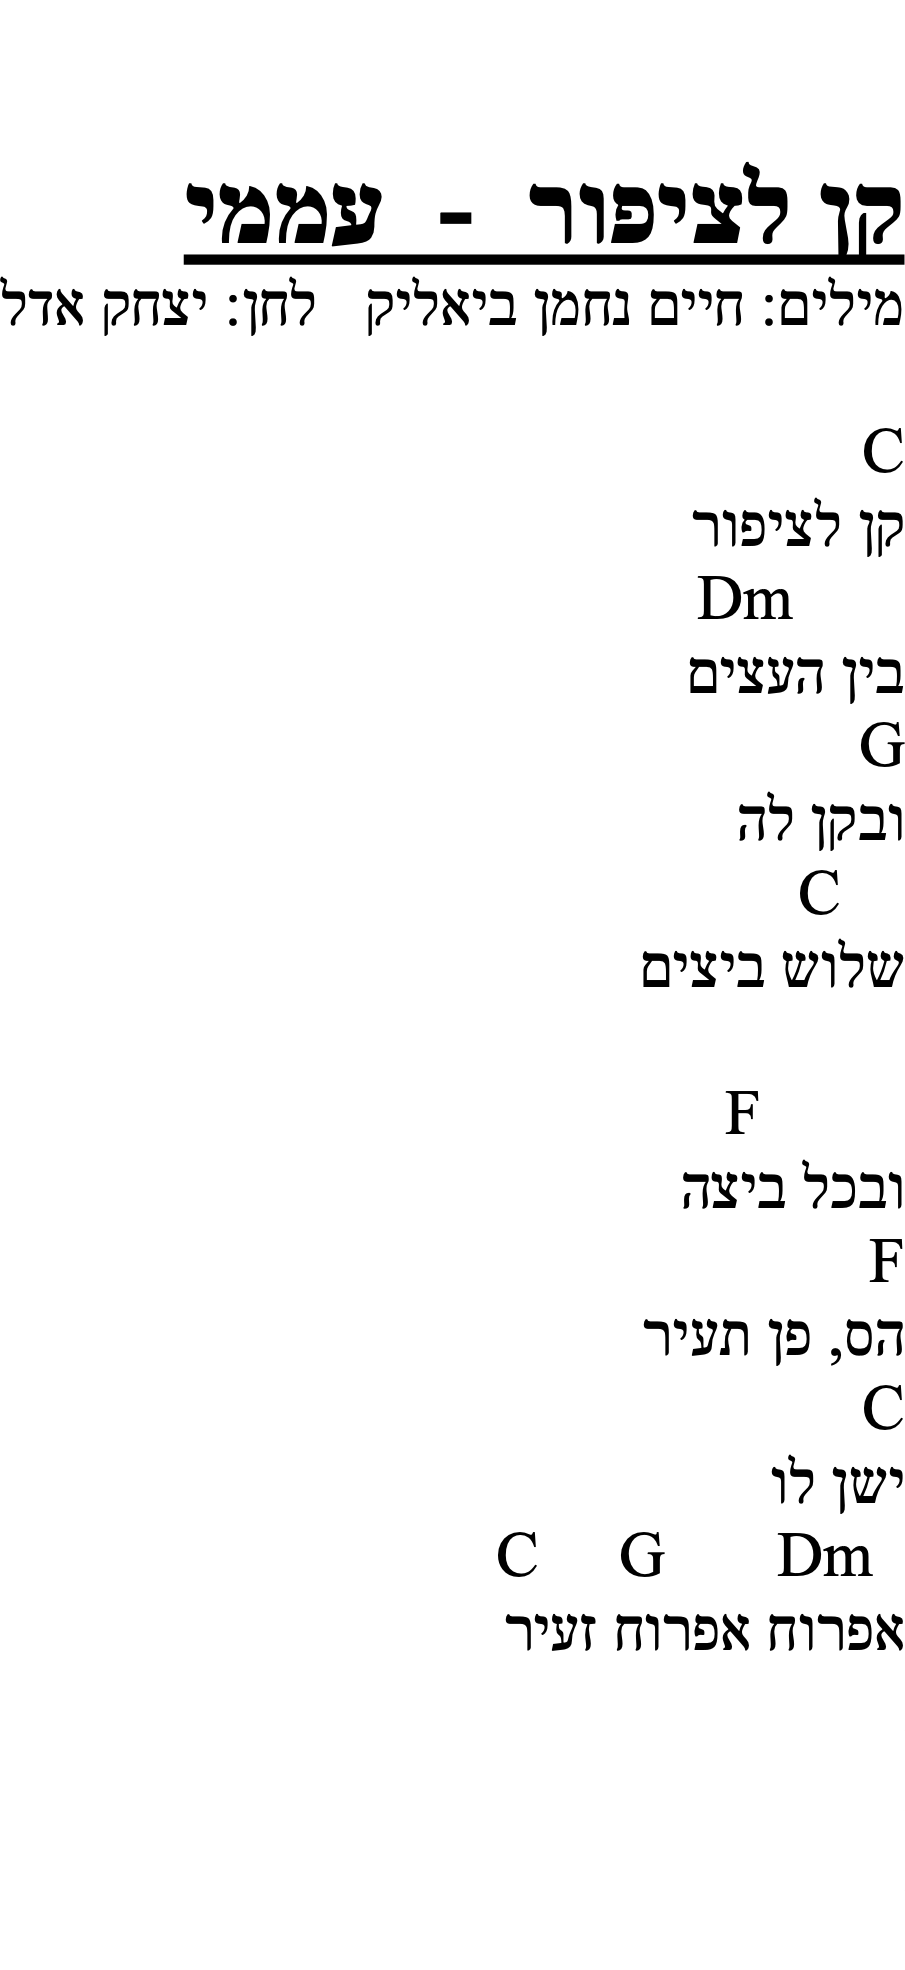 קן לציפור - עממי
מילים: חיים נחמן ביאליק לחן: יצחק אדל
C
קן לציפור
Dm
בין העצים
G
ובקן לה
C
שלוש ביצים
F
ובכל ביצה
F
הס, פן תעיר
C
ישן לו
C G Dm
אפרוח אפרוח זעיר